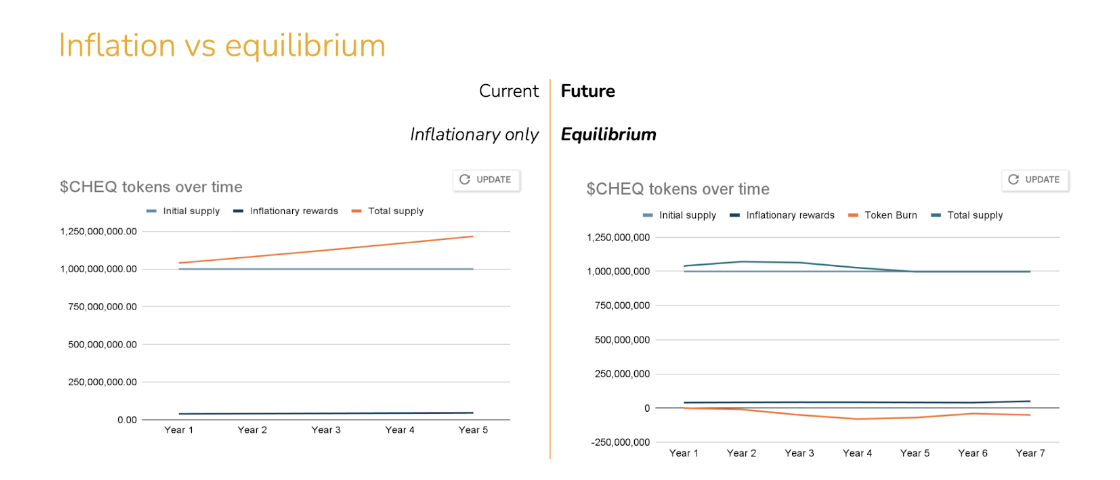 Inflation vs equilibrium
Current
Future
Inflationary only
Equilibrium
$CHEQ tokens over time
UPDATE
Initial supply
Inflationary rewards
Total supply
1,250,000,000.00
1,000,000,000.00
750,000,000.00
500,000,000.00
250,000,000.00
0.00
Year 1 Year 2 Year 3 Year 4 Year 5
$CHEQ tokens over time
UPDATE
Initial supply
Inflationary rewards
Token Burn
Total supply
1,250,000,000
1,000,000,000
750,000,000
500,000,000
250,000,000
0
-250,000,000
Year 1 Year 2 Year 3 Year 4 Year 5 Year 6 Year 7